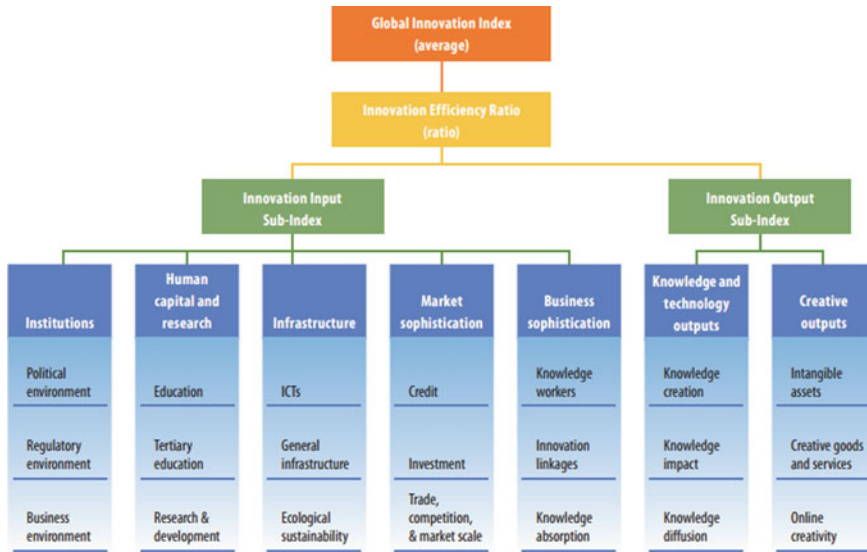 Global Innovation Index
(average)
Innovation Efficiency Ratio
(ratio)
Innovation Input
Sub-Index
Innovation Output
Sub-Index
Institutions
Human
capital and
research
Infrastructure
Market
sophistication
Business
sophistication
Knowledge and
technology
outputs
Creative
outputs
Political
environment
Education
ICTs
Credit
Knowledge
workers
Knowledge
creation
Intangible
assets
Regulatory
environment
Tertiary
education
General
infrastructure
Investment
Innovation
linkages
Knowledge
impact
Creative goods
and services
Business
environment
Research &
development
Ecological
sustainability
Trade,
competition,
& market scale
Knowledge
absorption
Knowledge
diffusion
Online
creativity